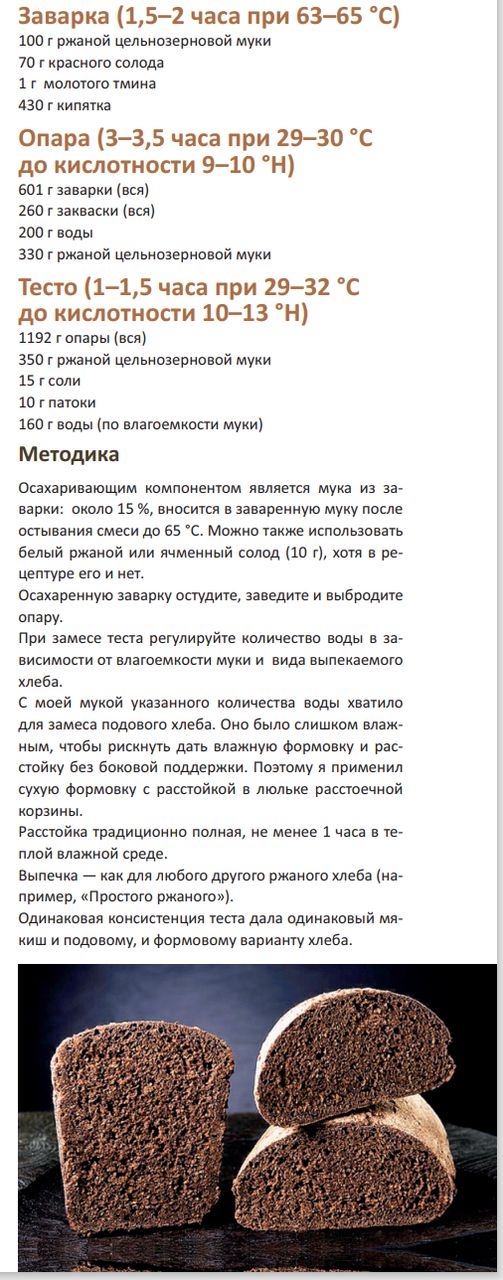 Заварка (1,5–2 часа при 63–65 °C)
100 г ржаной цельнозерновой муки
70 г красного солода
1 г молотого тмина
430 г кипятка
Опара (3–3,5 часа при 29–30 °C
до кислотности 9–10 °H)
601 г заварки (вся)
260 г закваски (вся)
200 г воды
330 г ржаной цельнозерновой муки
Тесто (1–1,5 часа при 29–32 °C
до кислотности 10–13 °H)
1192 г опары (вся)
350 г ржаной цельнозерновой муки
15 г соли
10 г патоки
160 г воды (по влагоемкости муки)
Методика
Осахаривающим компонентом является мука из за-
варки: около 15 %, вносится в заваренную муку после
остывания смеси до 65 °C. Можно также использовать
белый ржаной или ячменный солод (10 г), хотя в ре-
цептуре его и нет.
Осахаренную заварку остудите, заведите и выбродите
опару.
При замесе теста регулируйте количество воды в за-
висимости от влагоемкости муки и вида выпекаемого
хлеба.
С моей мукой указанного количества воды хватило
для замеса подового хлеба. Оно было слишком влаж-
ным, чтобы рискнуть дать влажную формовку и рас-
стойку без боковой поддержки. Поэтому я применил
сухую формовку с расстойкой в люльке расстоечной
корзины.
Расстойка традиционно полная, не менее 1 часа в те-
плой влажной среде.
Выпечка — как для любого другого ржаного хлеба (на-
пример, «Простого ржаного»).
Одинаковая консистенция теста дала одинаковый мя-
киш и подовому, и формовому варианту хлеба.